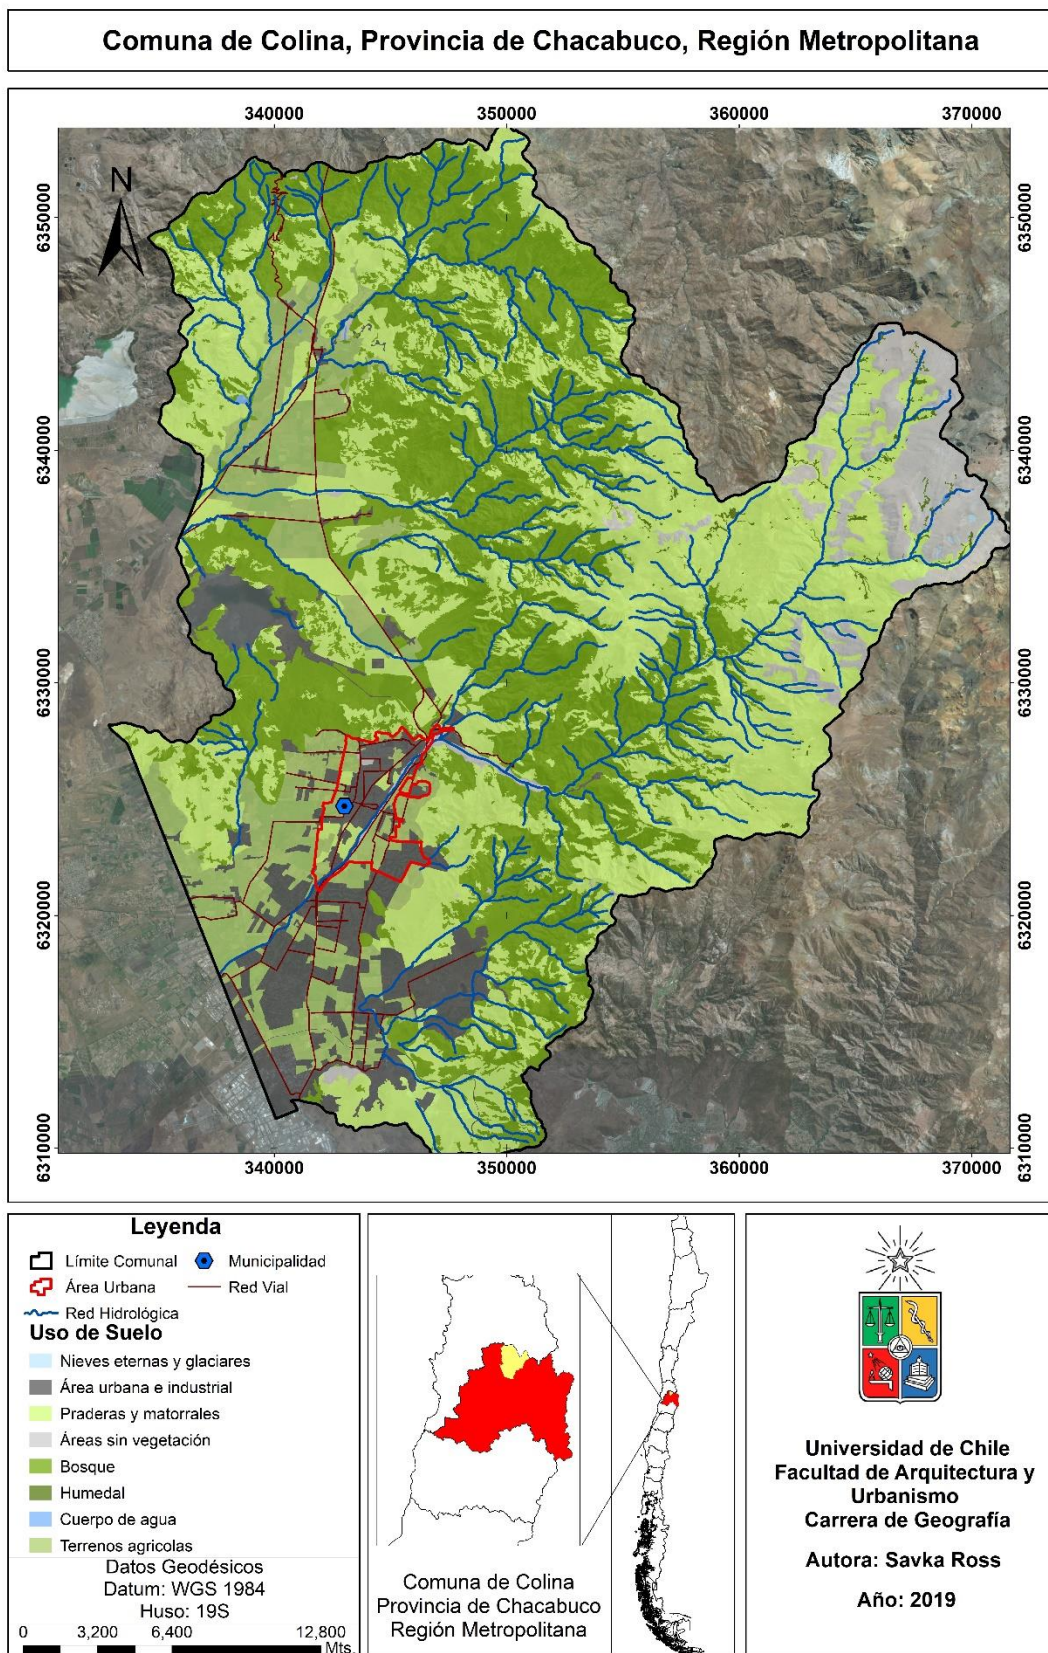 Comuna de Colina, Provincia de Chacabuco, Región Metropolitana
340000 350000 360000 370000
N
6350000 6350000
6340000 6340000
6330000 6330000
6320000 6320000
6310000 6310000
340000 350000 360000 370000
Leyenda
Límite Comunal Municipalidad
Área Urbana Red Vial
Red Hidrológica
Uso de Suelo
Nieves eternas y glaciares
Área urbana e industrial
Praderas y matorrales
Áreas sin vegetación
Bosque
Humedal
Cuerpo de agua
Terrenos agricolas
Datos Geodésicos
Datum: WGS 1984
Huso: 19S
0 3,200 6,400 12,800
Mts.
Comuna de Colina
Provincia de Chacabuco
Región Metropolitana
Universidad de Chile
Facultad de Arquitectura y
Urbanismo
Carrera de Geografía
Autora: Savka Ross
Año: 2019